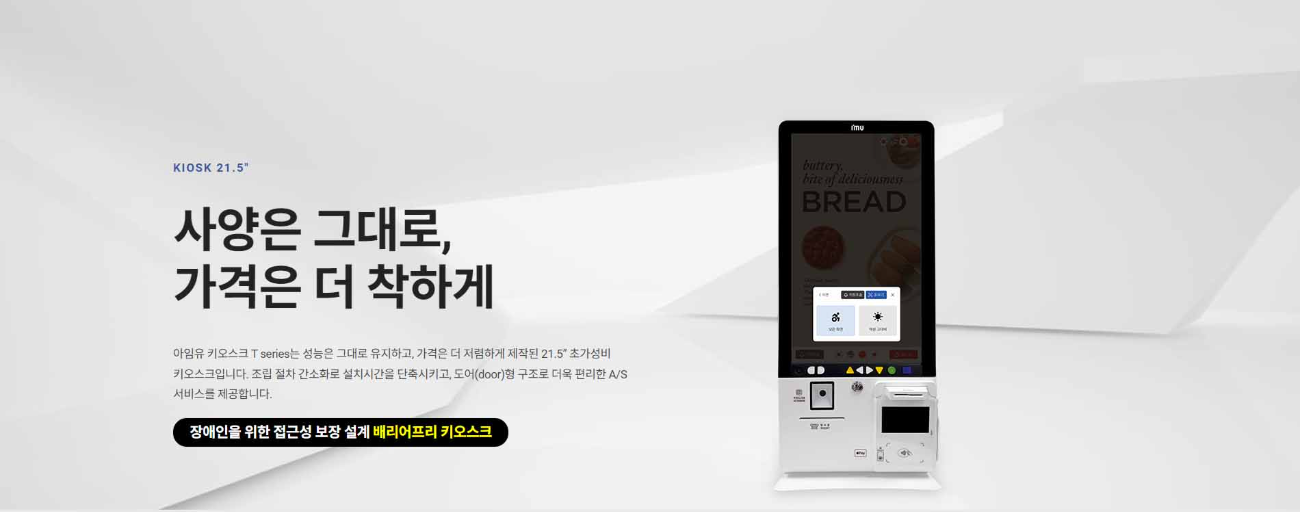 KIOSK 21.5"
사양은 그대로,
가격은 더 착하게
아임유 키오스크 T series는 성능은 그대로 유지하고, 가격은 더 저렴하게 제작된 21.5" 초가성비
키오스크입니다. 조립 절차 간소화로 설치시간을 단축시키고, 도어(door)형 구조로 더욱 편리한 A/S
서비스를 제공합니다.
장애인을 위한 접근성 보장 설계 배리어프리 키오스크
i'mu
buttery,
bite of deliciousness
BREAD